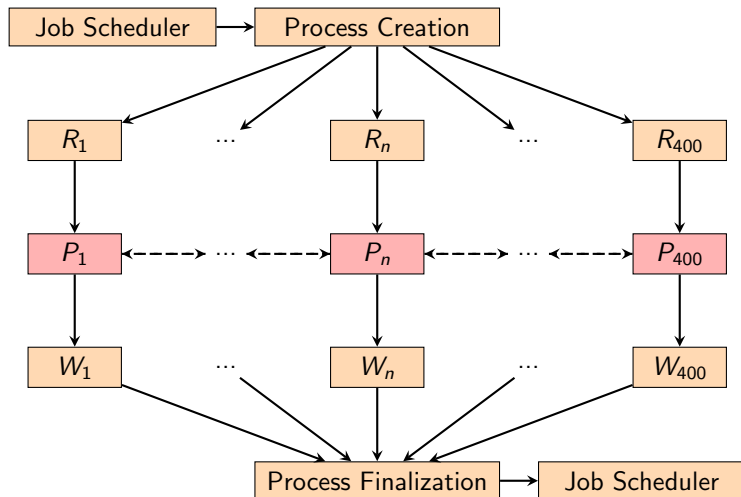 Job Scheduler Process Creation
R₁ ... Rₙ ... R₄₀₀
P₁ ... Pₙ ... P₄₀₀
W₁ ... Wₙ ... W₄₀₀
Process Finalization Job Scheduler